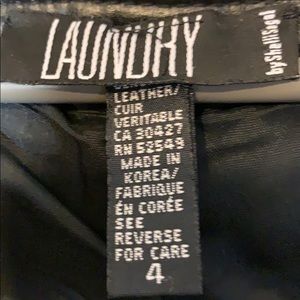 LAUNDRY
by Shelli Segal
LEATHER/
CUIR
VERITABLE
CA 30427
RN 52549
MADE IN
KOREA/
FABRIQUE
ÉN CORÉE
SEE
REVERSE
FOR CARE
4